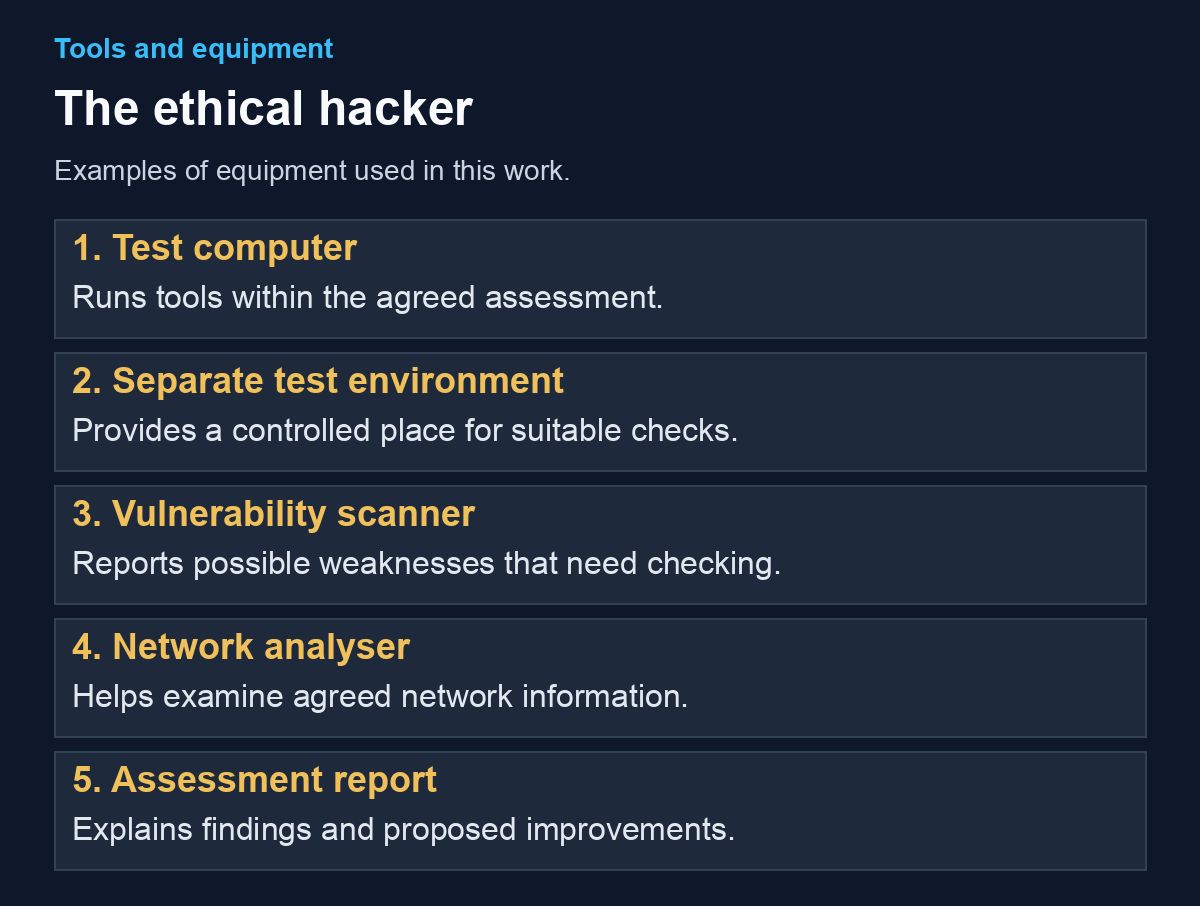 Tools and equipment
The ethical hacker
Examples of equipment used in this work.
1. Test computer
Runs tools within the agreed assessment.
2. Separate test environment
Provides a controlled place for suitable checks.
3. Vulnerability scanner
Reports possible weaknesses that need checking.
4. Network analyser
Helps examine agreed network information.
5. Assessment report
Explains findings and proposed improvements.